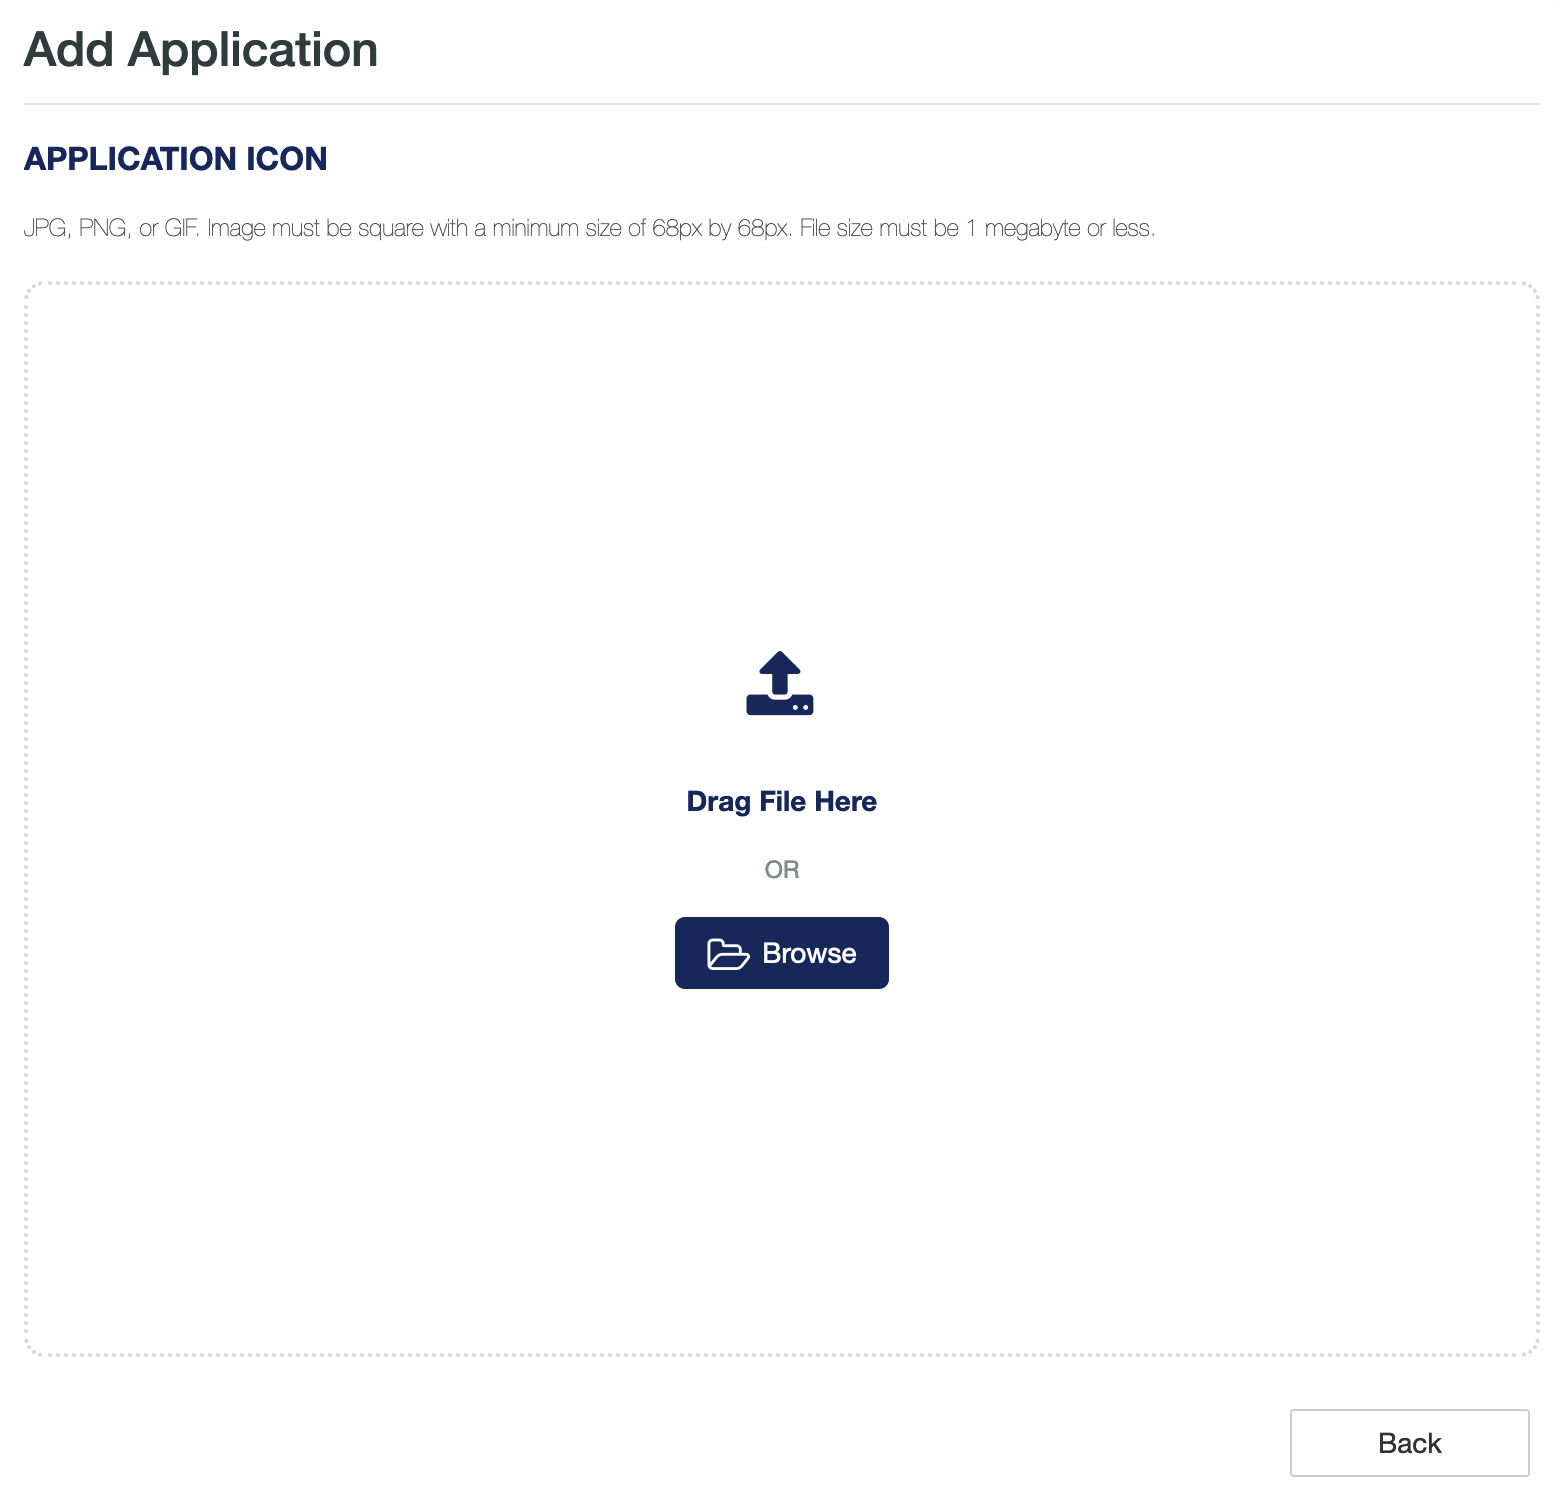 Add Application
APPLICATION ICON
JPG, PNG, or GIF. Image must be square with a minimum size of 68px by 68px. File size must be 1 megabyte or less.
Drag File Here
OR
Browse
Back